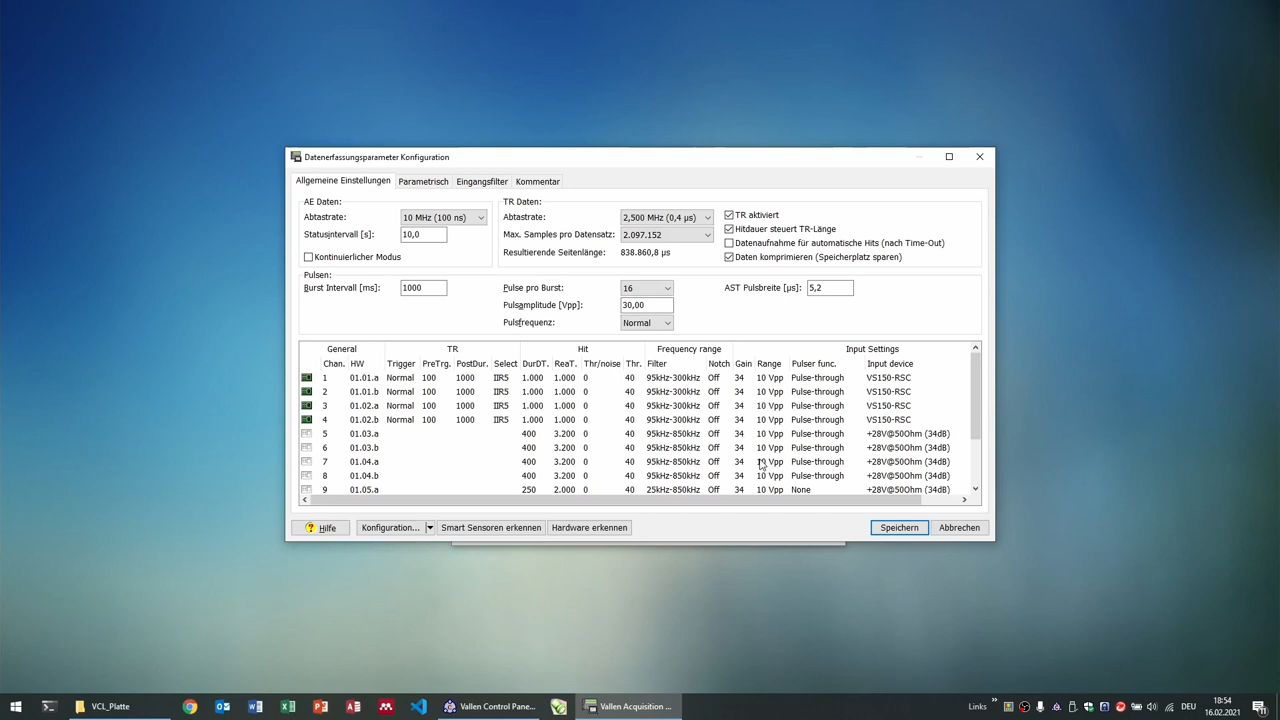 Datenerfassungsparameter Konfiguration
Allgemeine Einstellungen Parametrisch Eingangsfilter Kommentar
AE Daten:
Abtastrate: 10 MHz (100 ns)
Statusintervall [s]: 10,0
Kontinuierlicher Modus
TR Daten:
Abtastrate: 2,500 MHz (0,4 µs)
Max. Samples pro Datensatz: 2.097.152
Resultierende Seitenlänge: 838.860,8 µs
TR aktiviert
Hitdauer steuert TR-Länge
Datenaufnahme für automatische Hits (nach Time-Out)
Daten komprimieren (Speicherplatz sparen)
Pulsen:
Burst Intervall [ms]: 1000
Pulse pro Burst: 16
Pulsamplitude [Vpp]: 30,00
Pulsfrequenz: Normal
AST Pulsbreite [µs]: 5,2
General TR Hit Frequency range Input Settings
Chan. HW Trigger PreTrg. PostDur. Select DurDT. ReaT. Thr/noise Thr. Filter Notch Gain Range Pulser func. Input device
1 01.01.a Normal 100 1000 IIR5 1.000 1.000 0 40 95kHz-300kHz Off 34 10 Vpp Pulse-through VS150-RSC
2 01.01.b Normal 100 1000 IIR5 1.000 1.000 0 40 95kHz-300kHz Off 34 10 Vpp Pulse-through VS150-RSC
3 01.02.a Normal 100 1000 IIR5 1.000 1.000 0 40 95kHz-300kHz Off 34 10 Vpp Pulse-through VS150-RSC
4 01.02.b Normal 100 1000 IIR5 1.000 1.000 0 40 95kHz-300kHz Off 34 10 Vpp Pulse-through VS150-RSC
5 01.03.a 400 3.200 0 40 95kHz-850kHz Off 34 10 Vpp Pulse-through +28V@50Ohm (34dB)
6 01.03.b 400 3.200 0 40 95kHz-850kHz Off 34 10 Vpp Pulse-through +28V@50Ohm (34dB)
7 01.04.a 400 3.200 0 40 95kHz-850kHz Off 34 10 Vpp Pulse-through +28V@50Ohm (34dB)
8 01.04.b 400 3.200 0 40 95kHz-850kHz Off 34 10 Vpp Pulse-through +28V@50Ohm (34dB)
9 01.05.a 250 2.000 0 40 25kHz-850kHz Off 34 10 Vpp None +28V@50Ohm (34dB)
Hilfe Konfiguration... Smart Sensoren erkennen Hardware erkennen Speichern Abbrechen
VCL_Platte Vallen Control Pane... Vallen Acquisition ... Links » DEU 18:54
16.02.2021